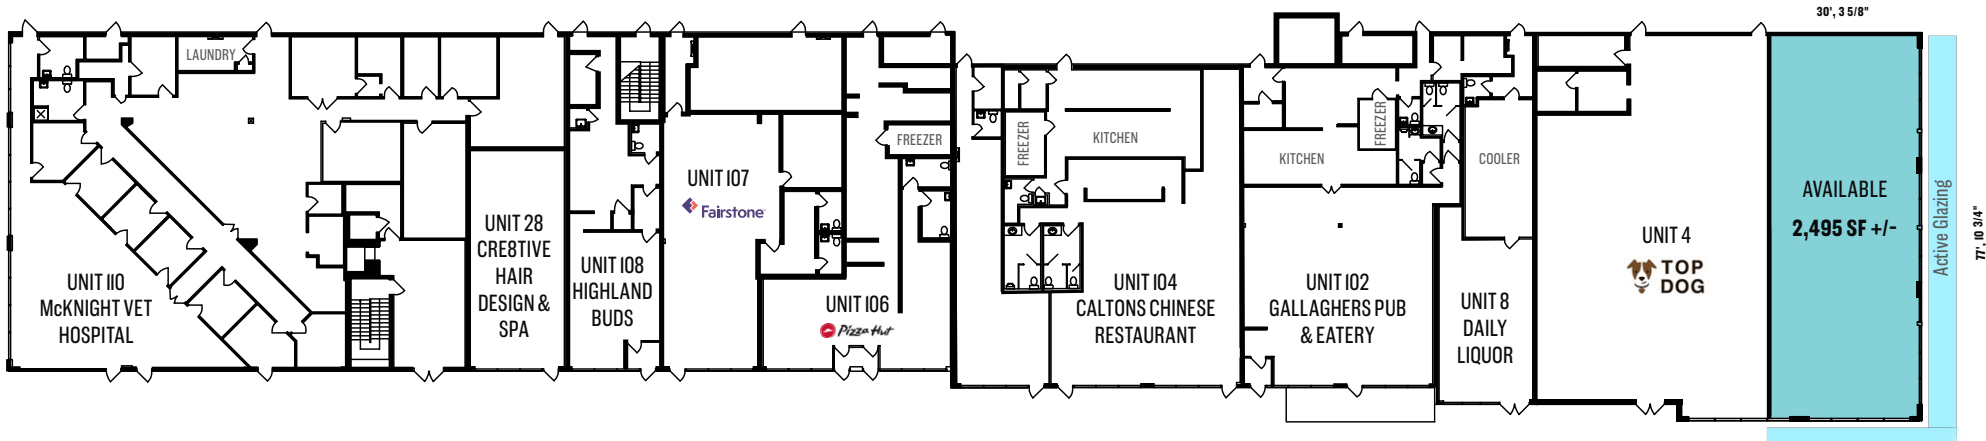 30', 3 5/8"
LAUNDRY
UNIT 110
McKNIGHT VET
HOSPITAL
UNIT 28
CRE8TIVE
HAIR
DESIGN &
SPA
UNIT 108
HIGHLAND
BUDS
UNIT 107
Fairstone
FREEZER
UNIT 106
Pizza Hut
FREEZER
KITCHEN
UNIT 104
CALTONS CHINESE
RESTAURANT
KITCHEN
FREEZER
UNIT 102
GALLAGHERS PUB
& EATERY
COOLER
UNIT 8
DAILY
LIQUOR
UNIT 4
TOP
DOG
AVAILABLE
2,495 SF +/-
Active Glazing
77', 10 3/4"